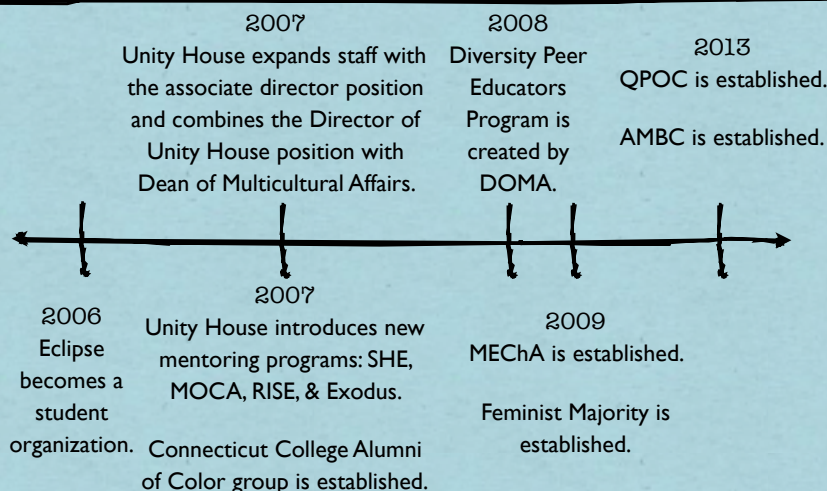 2007
Unity House expands staff with
the associate director position
and combines the Director of
Unity House position with
Dean of Multicultural Affairs.
2008
Diversity Peer
Educators
Program is
created by
DOMA.
2013
QPOC is established.
AMBC is established.
2006
Eclipse
becomes a
student
organization.
2007
Unity House introduces new
mentoring programs: SHE,
MOCA, RISE, & Exodus.
Connecticut College Alumni
of Color group is established.
2009
MEChA is established.
Feminist Majority is
established.